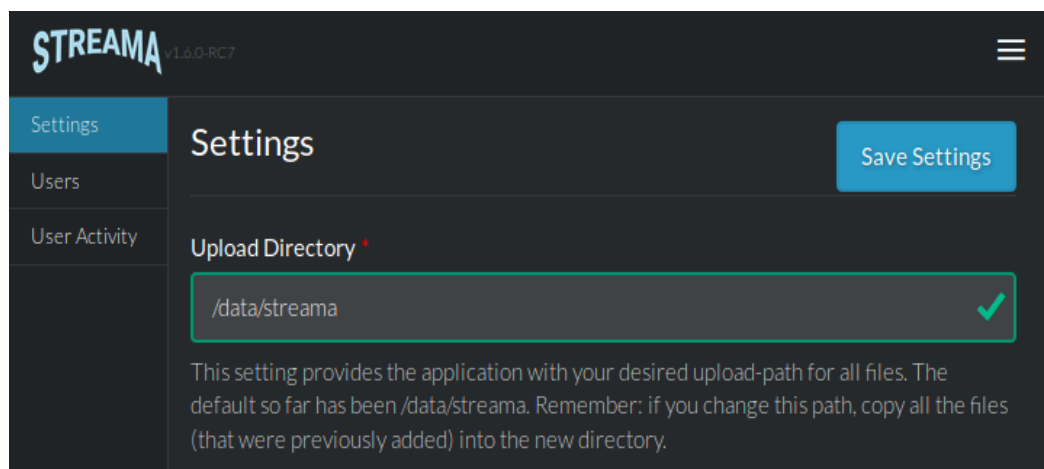 STREAMA v1.6.0-RC7
Settings
Users
User Activity
Settings
Save Settings
Upload Directory *
/data/streama
This setting provides the application with your desired upload-path for all files. The
default so far has been /data/streama. Remember: if you change this path, copy all the files
(that were previously added) into the new directory.